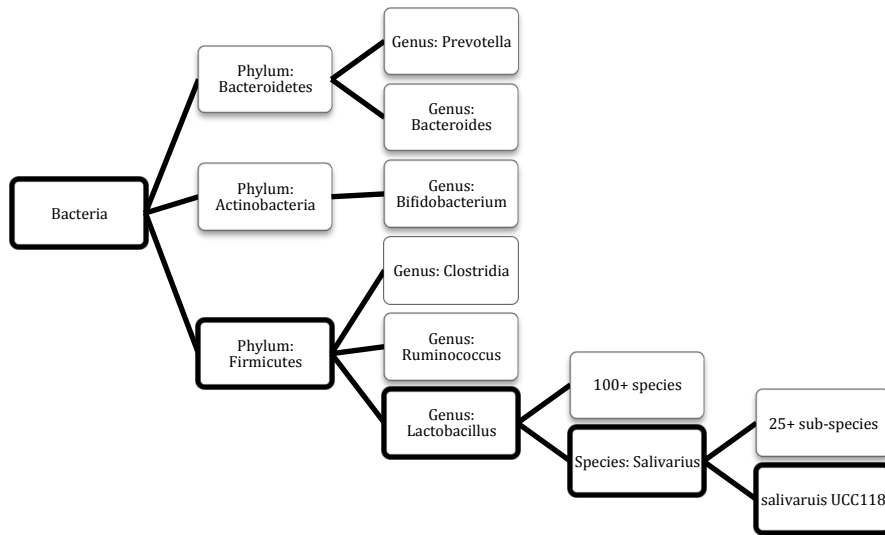 Genus: Prevotella
Phylum:
Bacteroidetes
Genus:
Bacteroides
Bacteria
Phylum:
Actinobacteria
Genus:
Bifidobacterium
Genus: Clostridia
Phylum:
Firmicutes
Genus:
Ruminococcus
Genus:
Lactobacillus
100+ species
Species: Salivarius
25+ sub-species
salivaruis UCC118